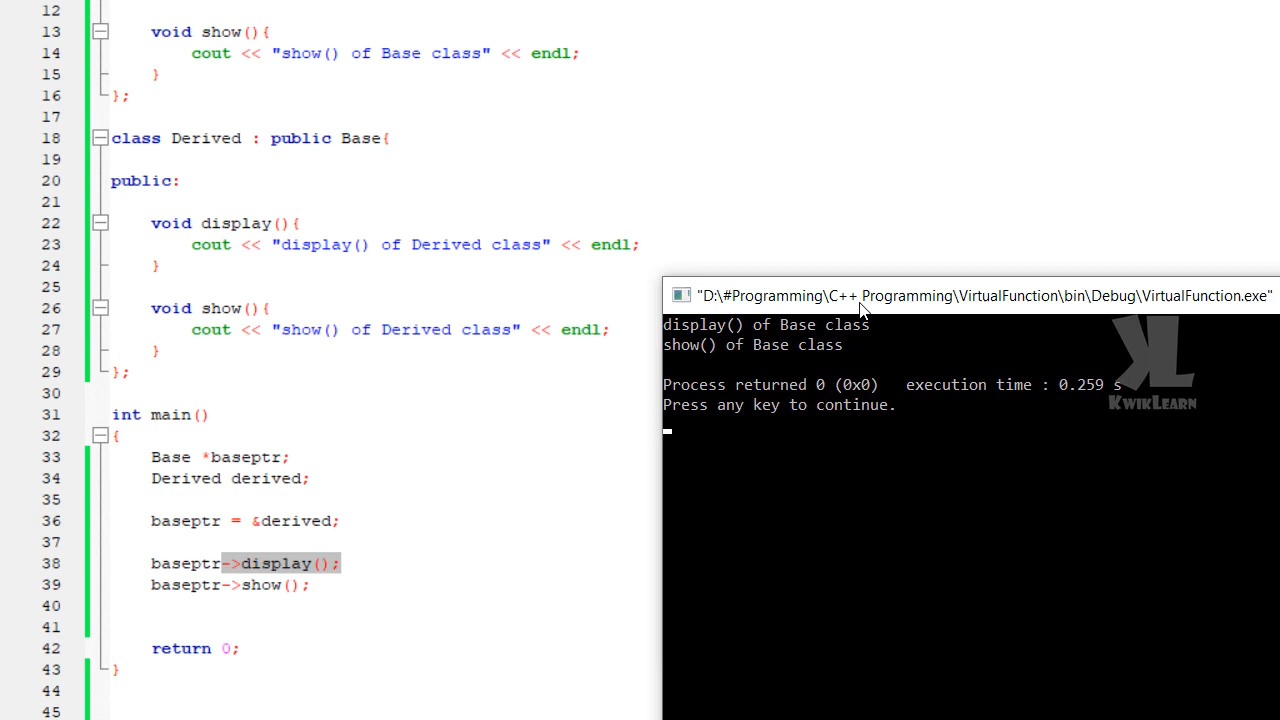 12
13 void show(){
14 cout << "show() of Base class" << endl;
15 }
16 };
17
18 class Derived : public Base{
19
20 public:
21
22 void display(){
23 cout << "display() of Derived class" << endl;
24 }
25
26 void show(){
27 cout << "show() of Derived class" << endl;
28 }
29 };
30
31 int main()
32 {
33 Base *baseptr;
34 Derived derived;
35
36 baseptr = &derived;
37
38 baseptr->display();
39 baseptr->show();
40
41
42 return 0;
43 }
44
45
"D:\#Programming\C++ Programming\VirtualFunction\bin\Debug\VirtualFunction.exe"
display() of Base class
show() of Base class
Process returned 0 (0x0) execution time : 0.259 s
Press any key to continue.
KL
KWIKLEARN